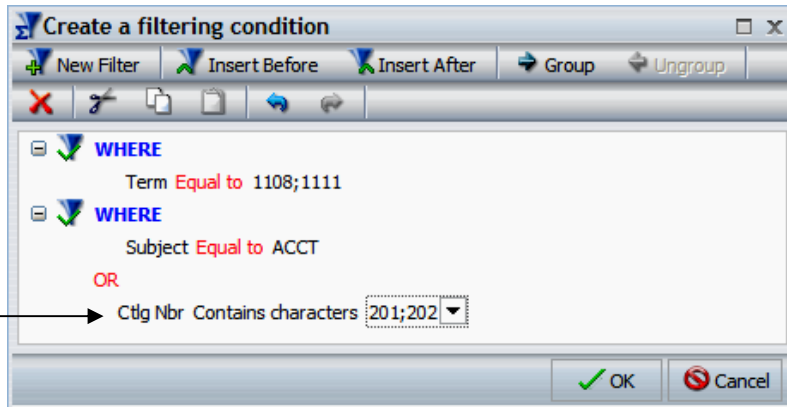 Create a filtering condition
New Filter Insert Before Insert After Group Ungroup
WHERE
Term Equal to 1108;1111
WHERE
Subject Equal to ACCT
OR
Ctlg Nbr Contains characters 201;202
OK Cancel